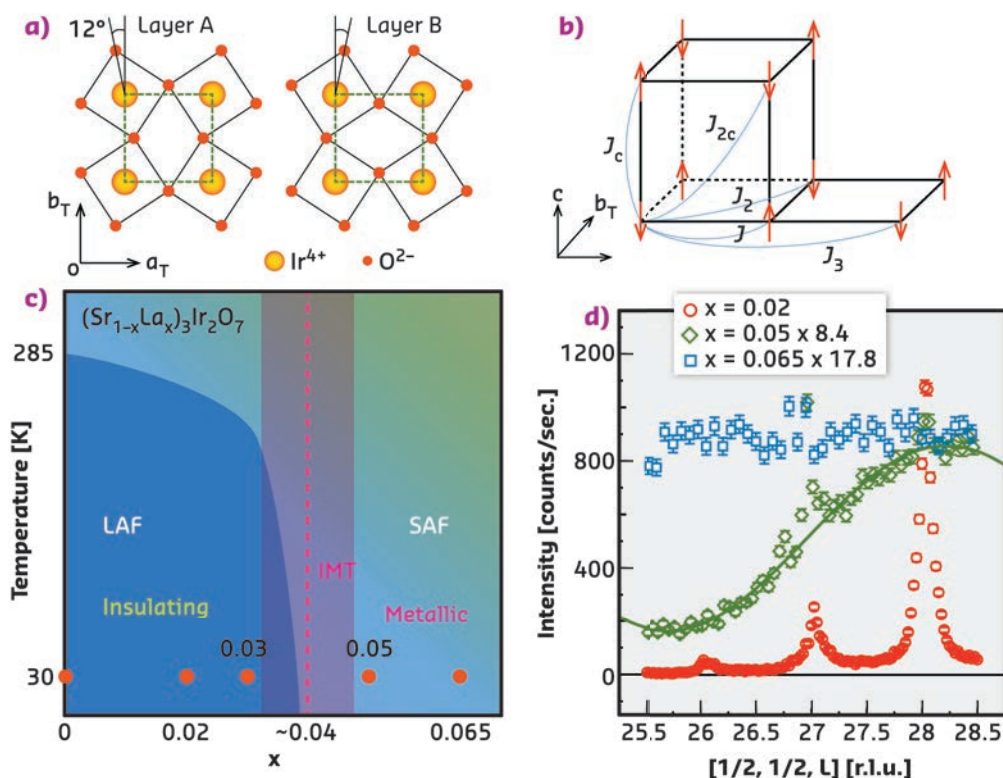 a)
12°
Layer A
Layer B
b_T
o
a_T
Ir⁴⁺
O²⁻
b)
J_c
J_2c
J_2
J
J_3
c
b_T
c)
(Sr₁₋ₓLaₓ)₃Ir₂O₇
285
30
Temperature [K]
LAF
SAF
IMT
Insulating
Metallic
0.03
0.05
0
0.02
~0.04
0.065
x
d)
x = 0.02
x = 0.05 x 8.4
x = 0.065 x 17.8
1200
800
400
0
Intensity [counts/sec.]
25.5
26
26.5
27
27.5
28
28.5
[1/2, 1/2, L] [r.l.u.]